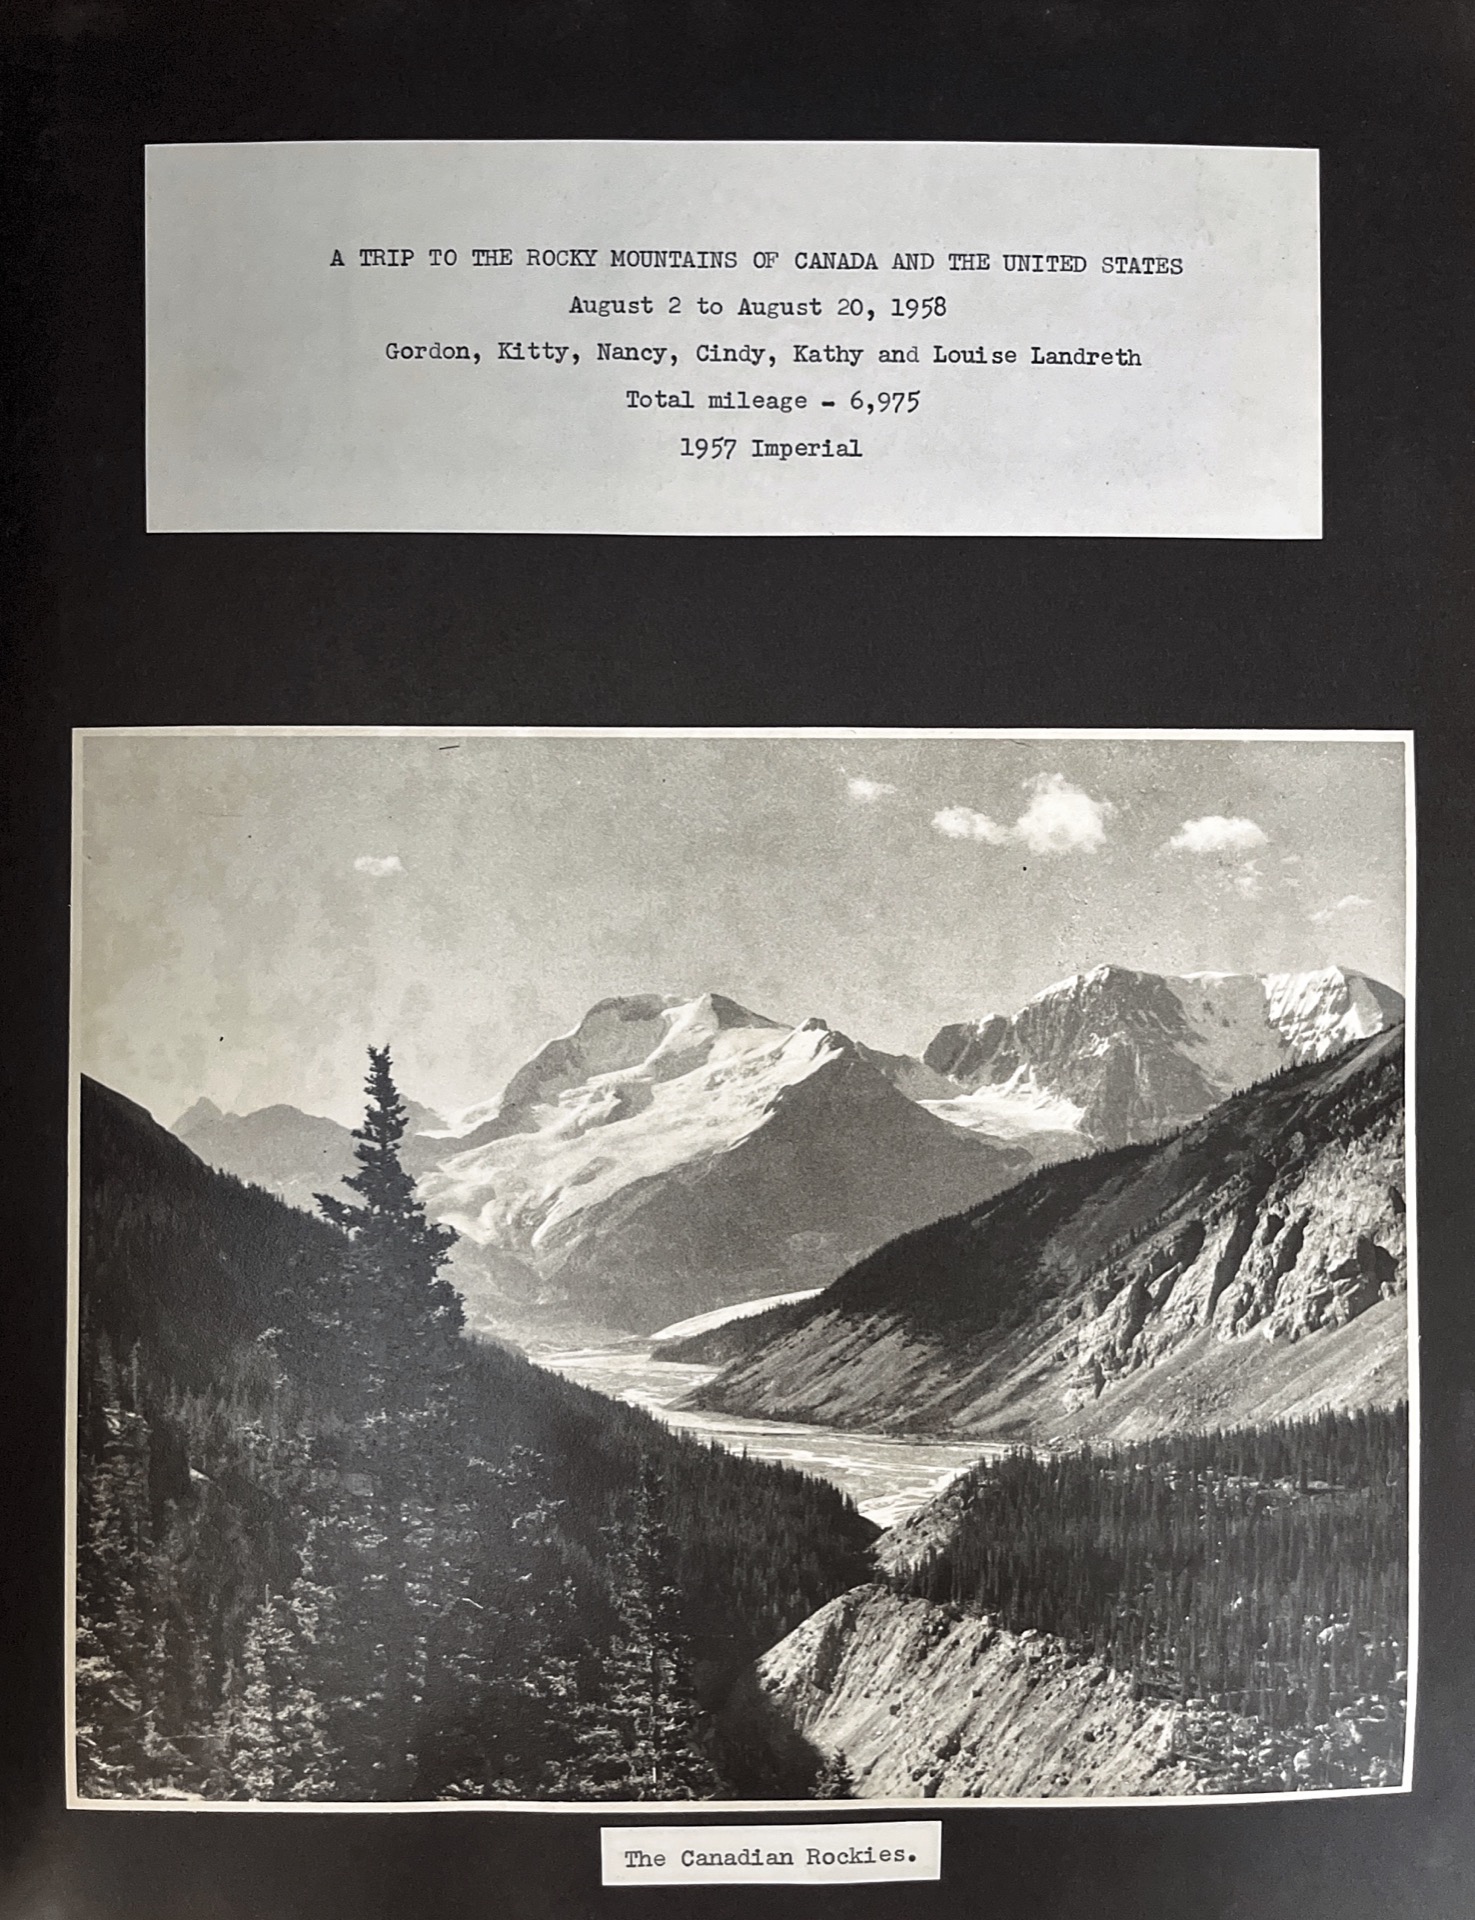 A TRIP TO THE ROCKY MOUNTAINS OF CANADA AND THE UNITED STATES
August 2 to August 20, 1958
Gordon, Kitty, Nancy, Cindy, Kathy and Louise Landreth
Total mileage - 6,975
1957 Imperial
The Canadian Rockies.